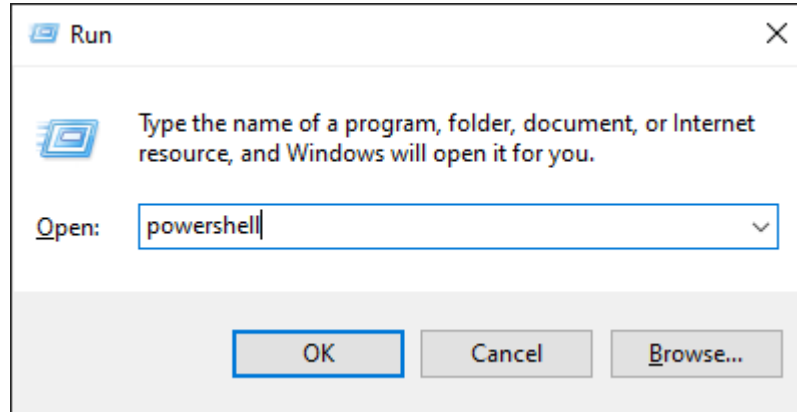 Run
Type the name of a program, folder, document, or Internet
resource, and Windows will open it for you.
Open: powershell
OK Cancel Browse...